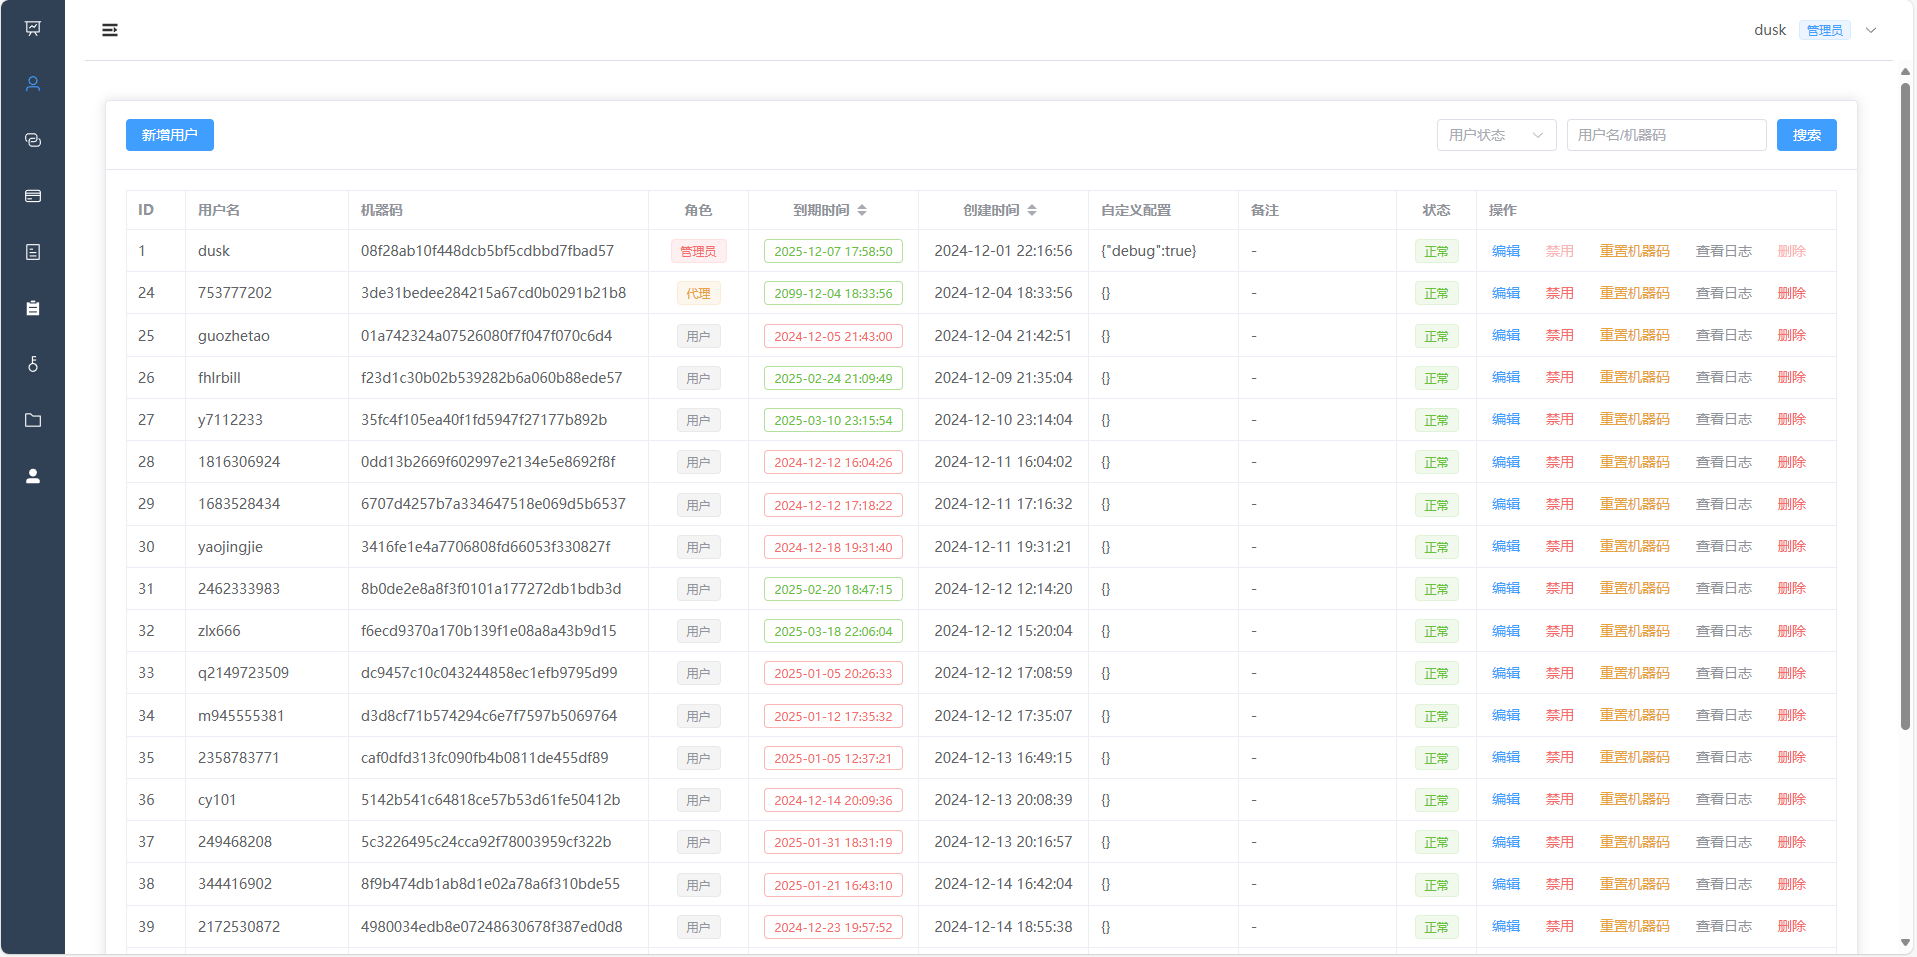 dusk 管理员
新增用户 用户状态 用户名/机器码 搜索
ID 用户名 机器码 角色 到期时间 创建时间 自定义配置 备注 状态 操作
1 dusk 08f28ab10f448dcb5bf5cdbbd7fbad57 管理员 2025-12-07 17:58:50 2024-12-01 22:16:56 {"debug":true} - 正常 编辑 禁用 重置机器码 查看日志 删除
24 753777202 3de31bedee284215a67cd0b0291b21b8 代理 2099-12-04 18:33:56 2024-12-04 18:33:56 {} - 正常 编辑 禁用 重置机器码 查看日志 删除
25 guozhetao 01a742324a07526080f7f047f070c6d4 用户 2024-12-05 21:43:00 2024-12-04 21:42:51 {} - 正常 编辑 禁用 重置机器码 查看日志 删除
26 fhlrbill f23d1c30b02b539282b6a060b88ede57 用户 2025-02-24 21:09:49 2024-12-09 21:35:04 {} - 正常 编辑 禁用 重置机器码 查看日志 删除
27 y7112233 35fc4f105ea40f1fd5947f27177b892b 用户 2025-03-10 23:15:54 2024-12-10 23:14:04 {} - 正常 编辑 禁用 重置机器码 查看日志 删除
28 1816306924 0dd13b2669f602997e2134e5e8692f8f 用户 2024-12-12 16:04:26 2024-12-11 16:04:02 {} - 正常 编辑 禁用 重置机器码 查看日志 删除
29 1683528434 6707d4257b7a334647518e069d5b6537 用户 2024-12-12 17:18:22 2024-12-11 17:16:32 {} - 正常 编辑 禁用 重置机器码 查看日志 删除
30 yaojingjie 3416fe1e4a7706808fd66053f330827f 用户 2024-12-18 19:31:40 2024-12-11 19:31:21 {} - 正常 编辑 禁用 重置机器码 查看日志 删除
31 2462333983 8b0de2e8a8f3f0101a177272db1bdb3d 用户 2025-02-20 18:47:15 2024-12-12 12:14:20 {} - 正常 编辑 禁用 重置机器码 查看日志 删除
32 zlx666 f6ecd9370a170b139f1e08a8a43b9d15 用户 2025-03-18 22:06:04 2024-12-12 15:20:04 {} - 正常 编辑 禁用 重置机器码 查看日志 删除
33 q2149723509 dc9457c10c043244858ec1efb9795d99 用户 2025-01-05 20:26:33 2024-12-12 17:08:59 {} - 正常 编辑 禁用 重置机器码 查看日志 删除
34 m945555381 d3d8cf71b574294c6e7f7597b5069764 用户 2025-01-12 17:35:32 2024-12-12 17:35:07 {} - 正常 编辑 禁用 重置机器码 查看日志 删除
35 2358783771 caf0dfd313fc090fb4b0811de455df89 用户 2025-01-05 12:37:21 2024-12-13 16:49:15 {} - 正常 编辑 禁用 重置机器码 查看日志 删除
36 cy101 5142b541c64818ce57b53d61fe50412b 用户 2024-12-14 20:09:36 2024-12-13 20:08:39 {} - 正常 编辑 禁用 重置机器码 查看日志 删除
37 249468208 5c3226495c24cca92f78003959cf322b 用户 2025-01-31 18:31:19 2024-12-13 20:16:57 {} - 正常 编辑 禁用 重置机器码 查看日志 删除
38 344416902 8f9b474db1ab8d1e02a78a6f310bde55 用户 2025-01-21 16:43:10 2024-12-14 16:42:04 {} - 正常 编辑 禁用 重置机器码 查看日志 删除
39 2172530872 4980034edb8e07248630678f387ed0d8 用户 2024-12-23 19:57:52 2024-12-14 18:55:38 {} - 正常 编辑 禁用 重置机器码 查看日志 删除